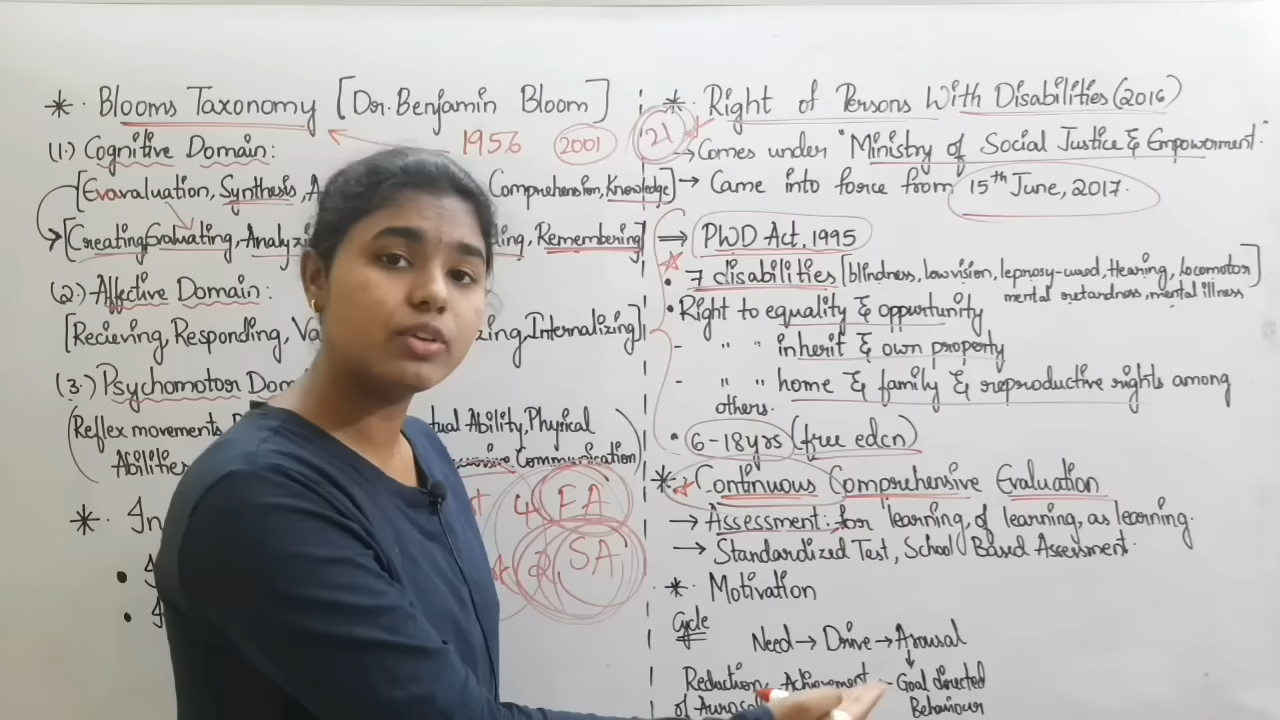 * Blooms Taxonomy [Dr. Benjamin Bloom]
1956 2001
(1.) Cognitive Domain:
[Evavaluation, Synthesis, A Comprehension, Knowledge]
[Creating Evaluating, Analyzi ding, Remembering]
(2.) Affective Domain:
[Recieving, Responding, Va zing, Internalizing]
(3.) Psychomotor Dom
(Reflex movements tual Ability, Physical
Abilities Communication)
4 FA
2 SA
* In
* Right of Persons With Disabilities (2016)
21
→ Comes under "Ministry of Social Justice & Empowerment."
→ Came into force from 15th June, 2017.
⇒ PWD Act, 1995
• 7 disabilities [blindness, low vision, leprosy-cured, Hearing, Locomotor
mental retardness, mental illness]
• Right to equality & oppurtunity
- " " inherit & own property
- " " home & family & reproductive rights among
others.
• 6-18yrs (free edcn)
* Continuous Comprehensive Evaluation
→ Assessment: for learning, of learning, as learning.
→ Standardized Test, School Based Assessment.
* Motivation
Cycle
Need → Drive → Arousal
↓
Reduction Achievement - Goal directed
of Behaviour